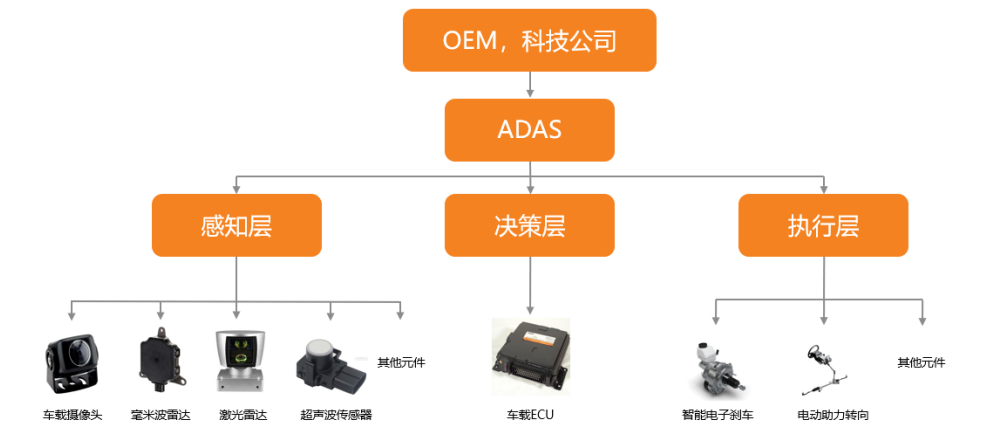 OEM，科技公司
ADAS
感知层
决策层
执行层
其他元件
其他元件
车载摄像头
毫米波雷达
激光雷达
超声波传感器
车载ECU
智能电子刹车
电动助力转向